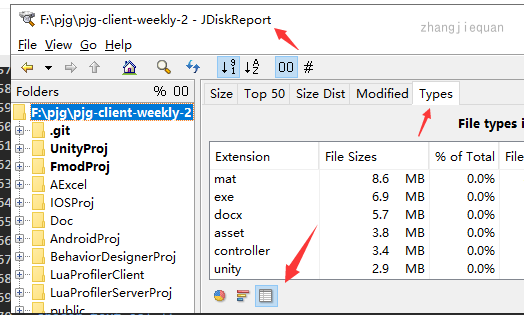 F:\pjg\pjg-client-weekly-2 - JDiskReport
zhangjiequan
File View Go Help
Folders % 00
Size Top 50 Size Dist Modified Types
F:\pjg\pjg-client-weekly-2
File types i
.git
UnityProj
FmodProj
AExcel
IOSProj
Doc
AndroidProj
BehaviorDesignerProj
LuaProfilerClient
LuaProfilerServerProj
public
Extension File Sizes % of Total File
mat 8.6 MB 0.0%
exe 6.9 MB 0.0%
docx 5.7 MB 0.0%
asset 3.8 MB 0.0%
controller 3.4 MB 0.0%
unity 2.9 MB 0.0%